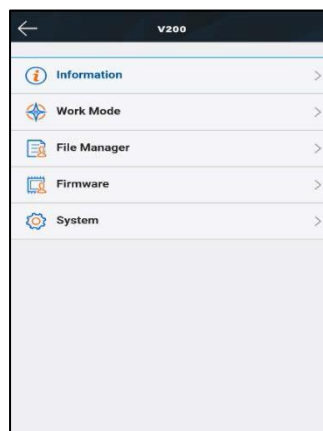 V200
Information
Work Mode
File Manager
Firmware
System